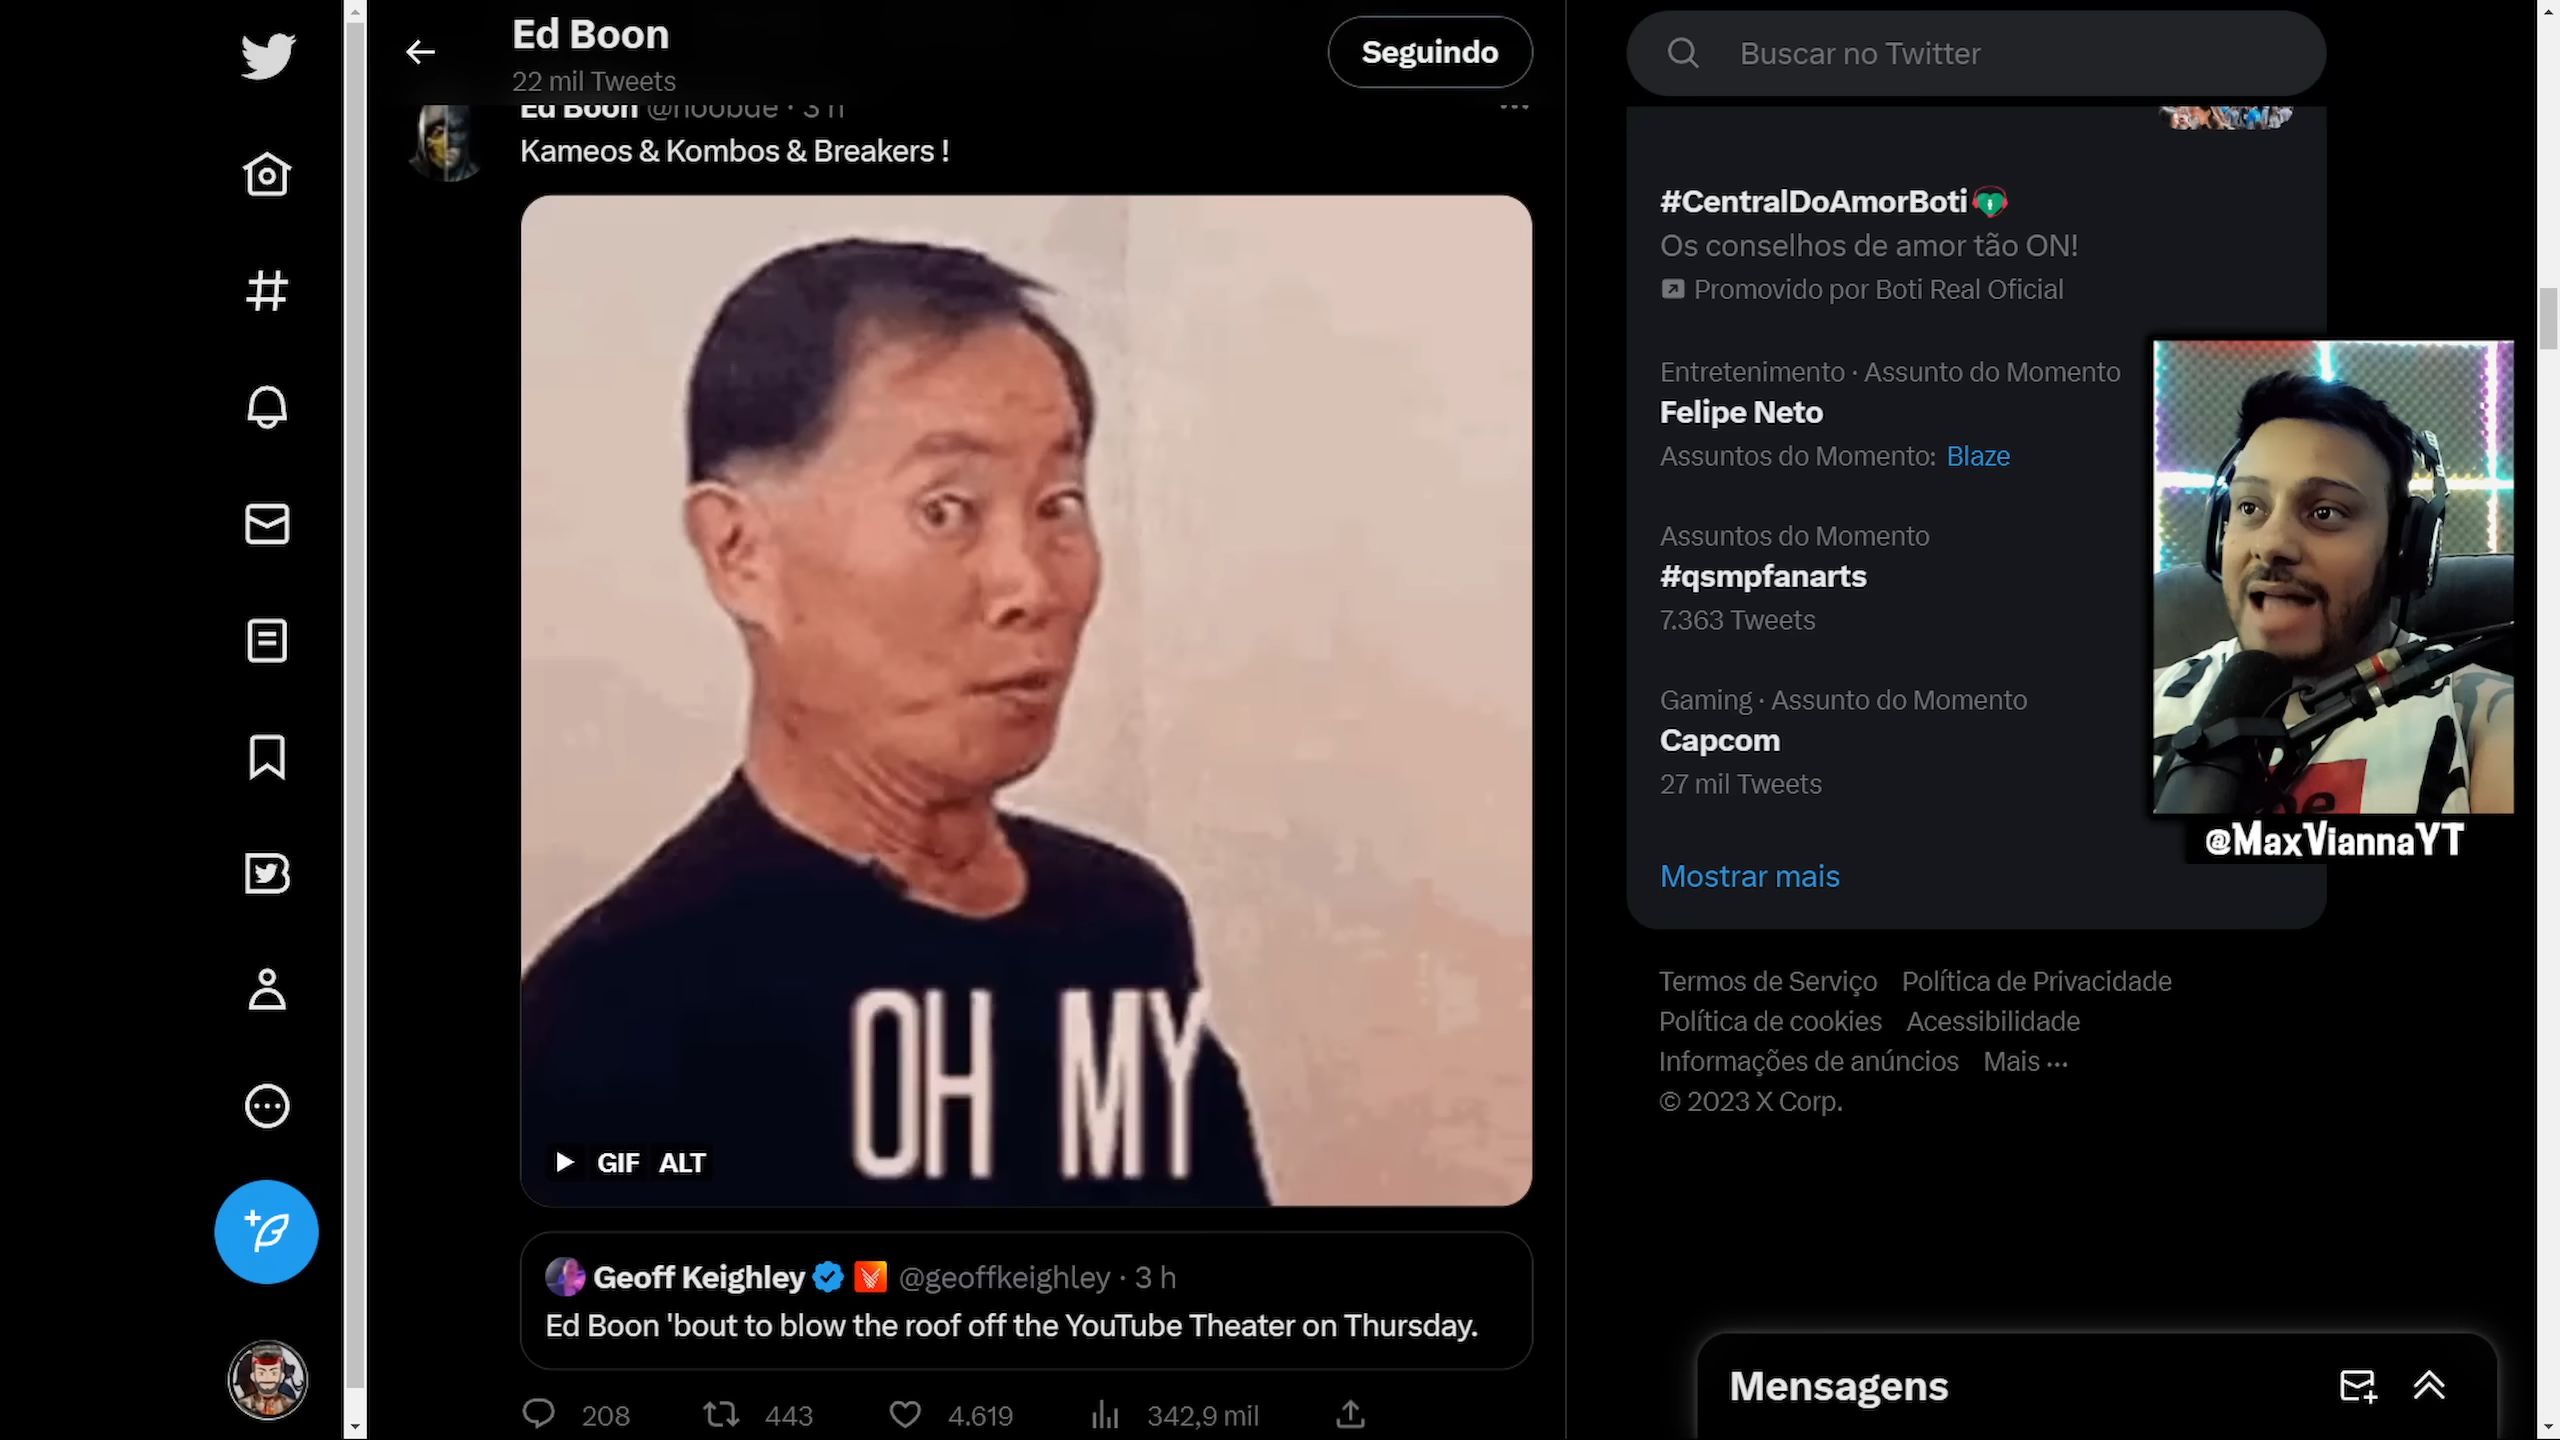 Ed Boon
22 mil Tweets
Seguindo
Buscar no Twitter
Ed Boon @noobde · 3 h
Kameos & Kombos & Breakers !
OH MY
GIF ALT
Geoff Keighley @geoffkeighley · 3 h
Ed Boon 'bout to blow the roof off the YouTube Theater on Thursday.
208 443 4.619 342,9 mil
#CentralDoAmorBoti
Os conselhos de amor tão ON!
Promovido por Boti Real Oficial
Entretenimento · Assunto do Momento
Felipe Neto
Assuntos do Momento: Blaze
Assuntos do Momento
#qsmpfanarts
7.363 Tweets
Gaming · Assunto do Momento
Capcom
27 mil Tweets
Mostrar mais
@MaxViannaYT
Termos de Serviço Política de Privacidade
Política de cookies Acessibilidade
Informações de anúncios Mais ···
© 2023 X Corp.
Mensagens